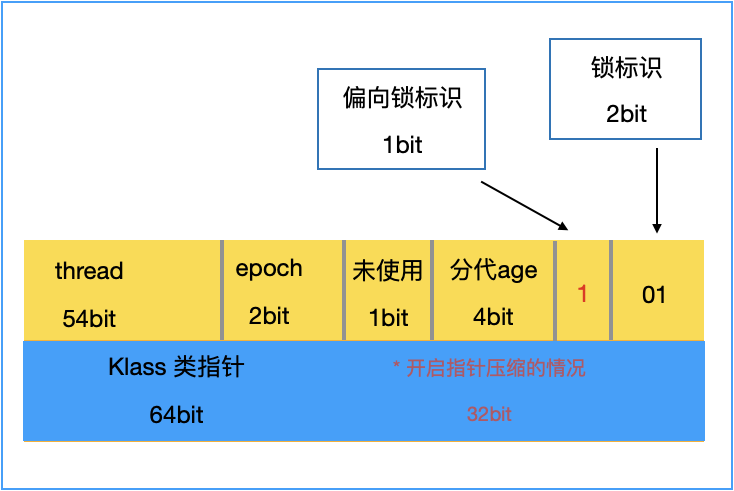 锁标识
2bit
偏向锁标识
1bit
thread
54bit
epoch
2bit
未使用
1bit
分代age
4bit
1
01
Klass 类指针
64bit
* 开启指针压缩的情况
32bit